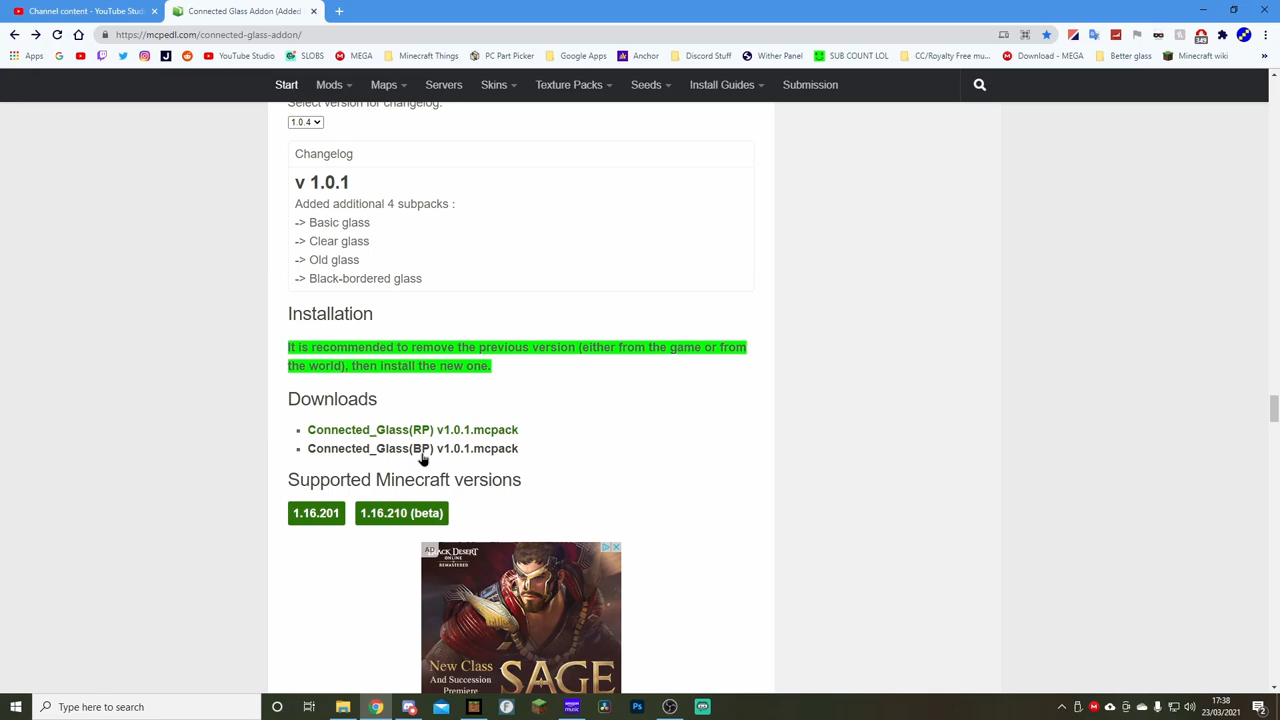 Channel content - YouTube Studio
Connected Glass Addon (Added
https://mcpedl.com/connected-glass-addon/
Apps
YouTube Studio
SLOBS
MEGA
Minecraft Things
PC Part Picker
Google Apps
Anchor
Discord Stuff
Wither Panel
SUB COUNT LOL
CC/Royalty Free mu...
Download - MEGA
Better glass
Minecraft wiki
Start
Mods
Maps
Servers
Skins
Texture Packs
Seeds
Install Guides
Submission
Select version for changelog:
1.0.4
Changelog
v 1.0.1
Added additional 4 subpacks :
-> Basic glass
-> Clear glass
-> Old glass
-> Black-bordered glass
Installation
It is recommended to remove the previous version (either from the game or from
the world), then install the new one.
Downloads
Connected_Glass(RP) v1.0.1.mcpack
Connected_Glass(BP) v1.0.1.mcpack
Supported Minecraft versions
1.16.201
1.16.210 (beta)
AD
BLACK DESERT
ONLINE
REMASTERED
New Class
And Succession
Premiere
SAGE
Type here to search
17:38
23/03/2021